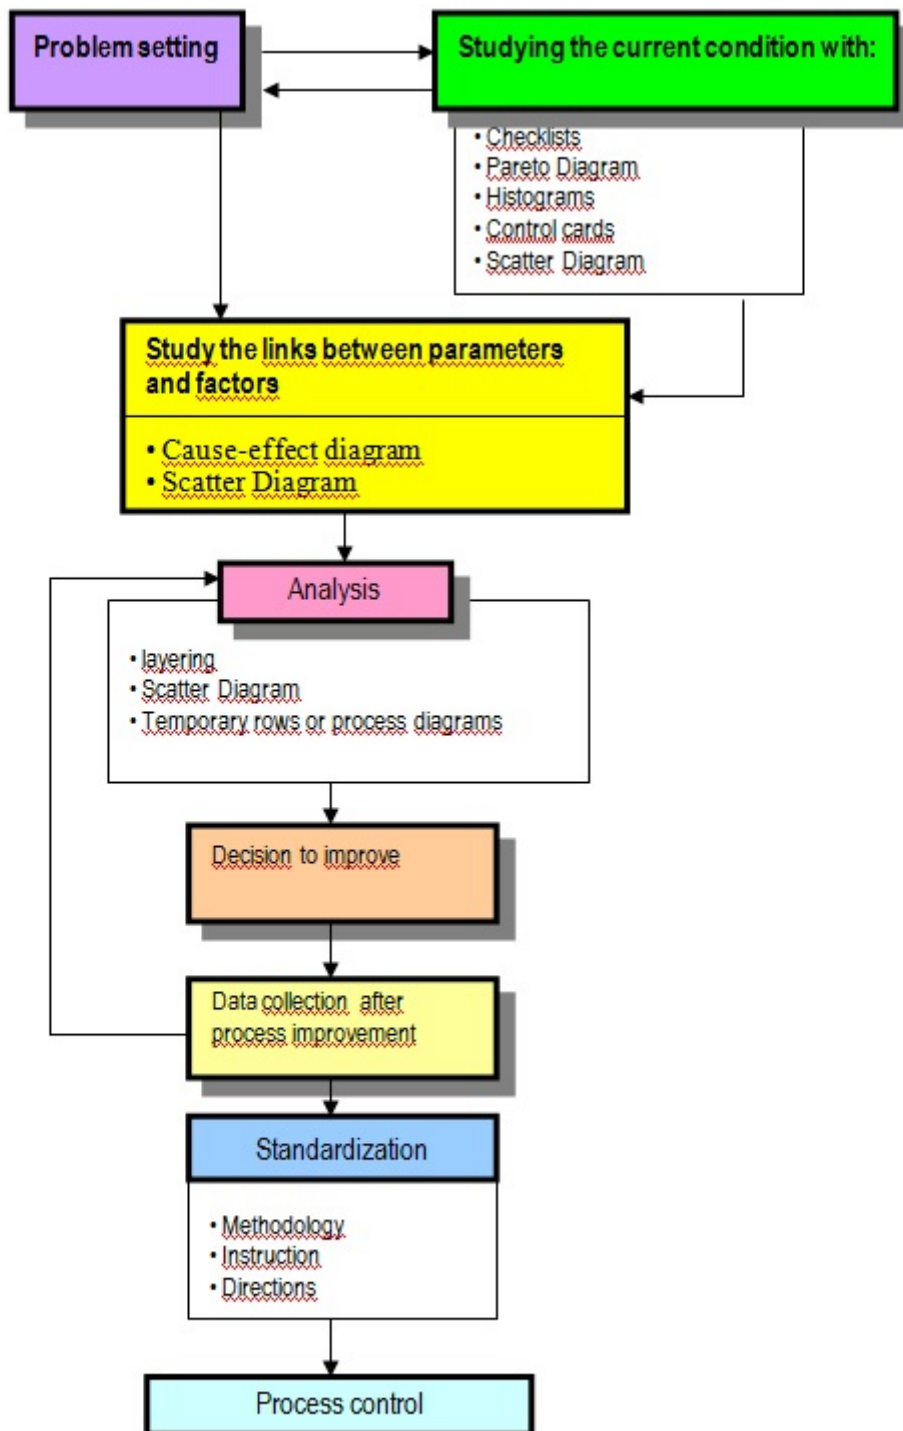 Problem setting
Studying the current condition with:
• Checklists
• Pareto Diagram
• Histograms
• Control cards
• Scatter Diagram
Study the links between parameters
and factors
• Cause-effect diagram
• Scatter Diagram
Analysis
• layering
• Scatter Diagram
• Temporary rows or process diagrams
Decision to improve
Data collection after
process improvement
Standardization
• Methodology
• Instruction
• Directions
Process control